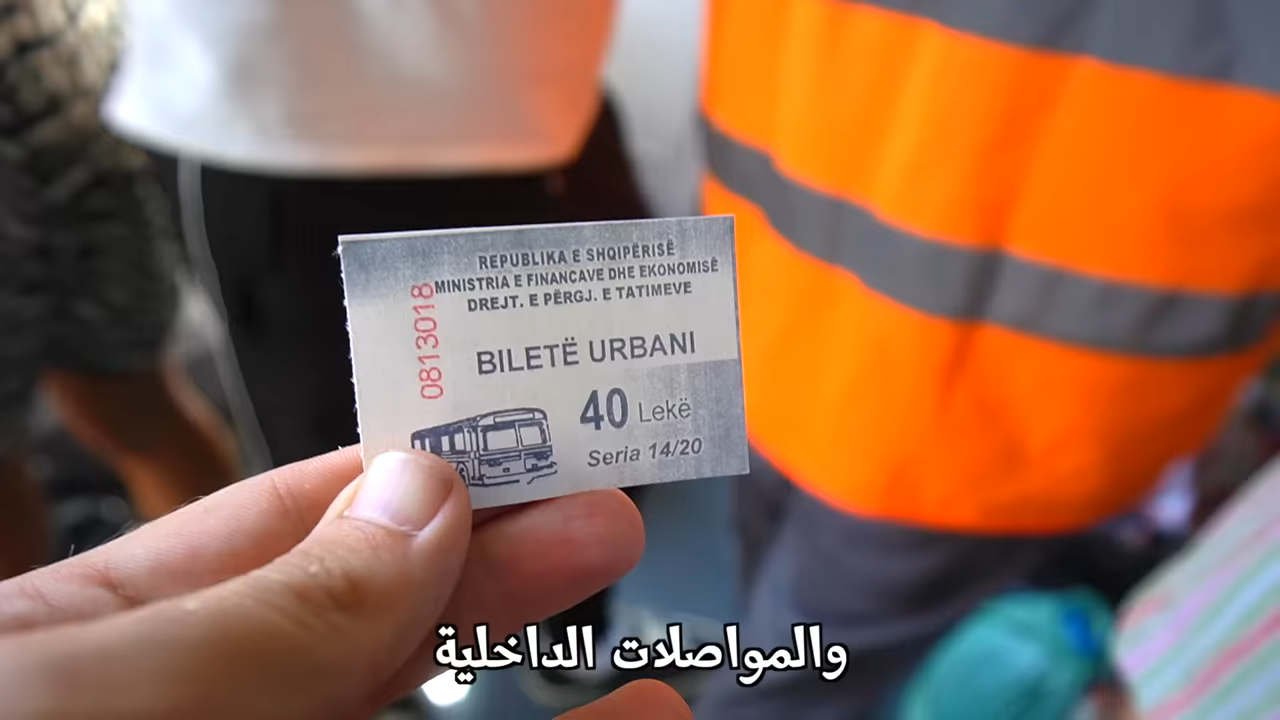 REPUBLIKA E SHQIPËRISË
MINISTRIA E FINANCAVE DHE EKONOMISË
DREJT. E PËRGJ. E TATIMEVE
0813018
BILETË URBANI
40 Lekë
Seria 14/20
والمواصلات الداخلية